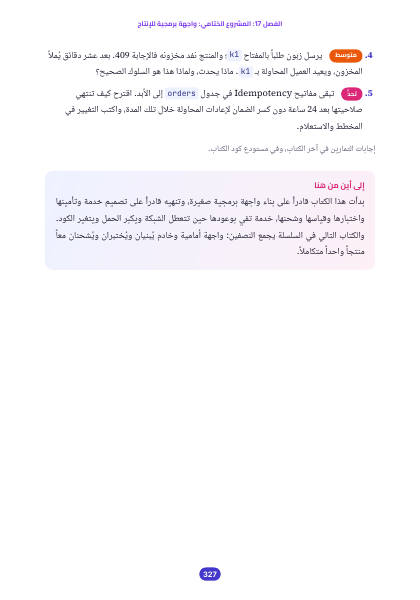 الفصل 17: المشروع الختامي: واجهة برمجية للإنتاج
4. متوسط يرسل زبون طلباً بالمفتاح k1؛ والمنتج نفد مخزونه فالإجابة 409. بعد عشر دقائق يُملأ
المخزون، ويعيد العميل المحاولة بـ k1. ماذا يحدث، ولماذا هذا هو السلوك الصحيح؟
5. تحدٍّ تبقى مفاتيح Idempotency في جدول orders إلى الأبد. اقترح كيف تنتهي
صلاحيتها بعد 24 ساعة دون كسر الضمان لإعادات المحاولة خلال تلك المدة، واكتب التغيير في
المخطط والاستعلام.
إجابات التمارين في آخر الكتاب، وفي مستودع كود الكتاب.
إلى أين من هنا
بدأت هذا الكتاب قادراً على بناء واجهة برمجية صغيرة، وتنهيه قادراً على تصميم خدمة وتأمينها
واختبارها وقياسها وشحنها، خدمة تفي بوعودها حين تتعطل الشبكة ويكبر الحمل ويتغير الكود.
والكتاب التالي في السلسلة يجمع النصفين: واجهة أمامية وخادم يُبنيان ويُختبران ويُشحنان معاً
منتجاً واحداً متكاملاً.
327